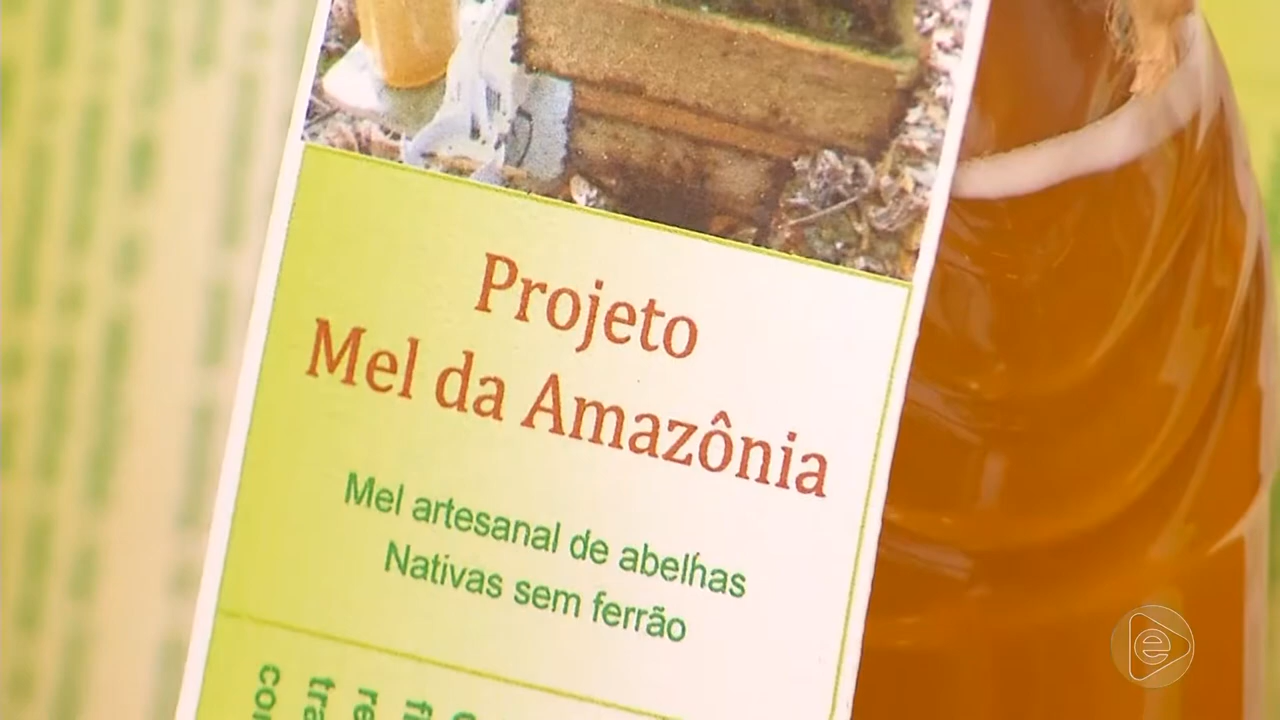 Projeto
Mel da Amazônia
Mel artesanal de abelhas
Nativas sem ferrão
e